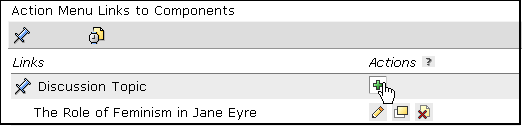 Action Menu Links to Components
Links Actions ?
Discussion Topic
The Role of Feminism in Jane Eyre